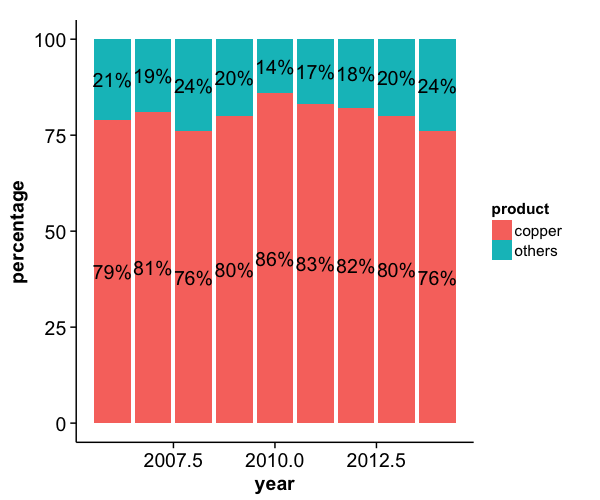 100
75
50
25
0
percentage
21% 19% 24% 20% 14% 17% 18% 20% 24%
79% 81% 76% 80% 86% 83% 82% 80% 76%
2007.5 2010.0 2012.5
year
product
copper
others